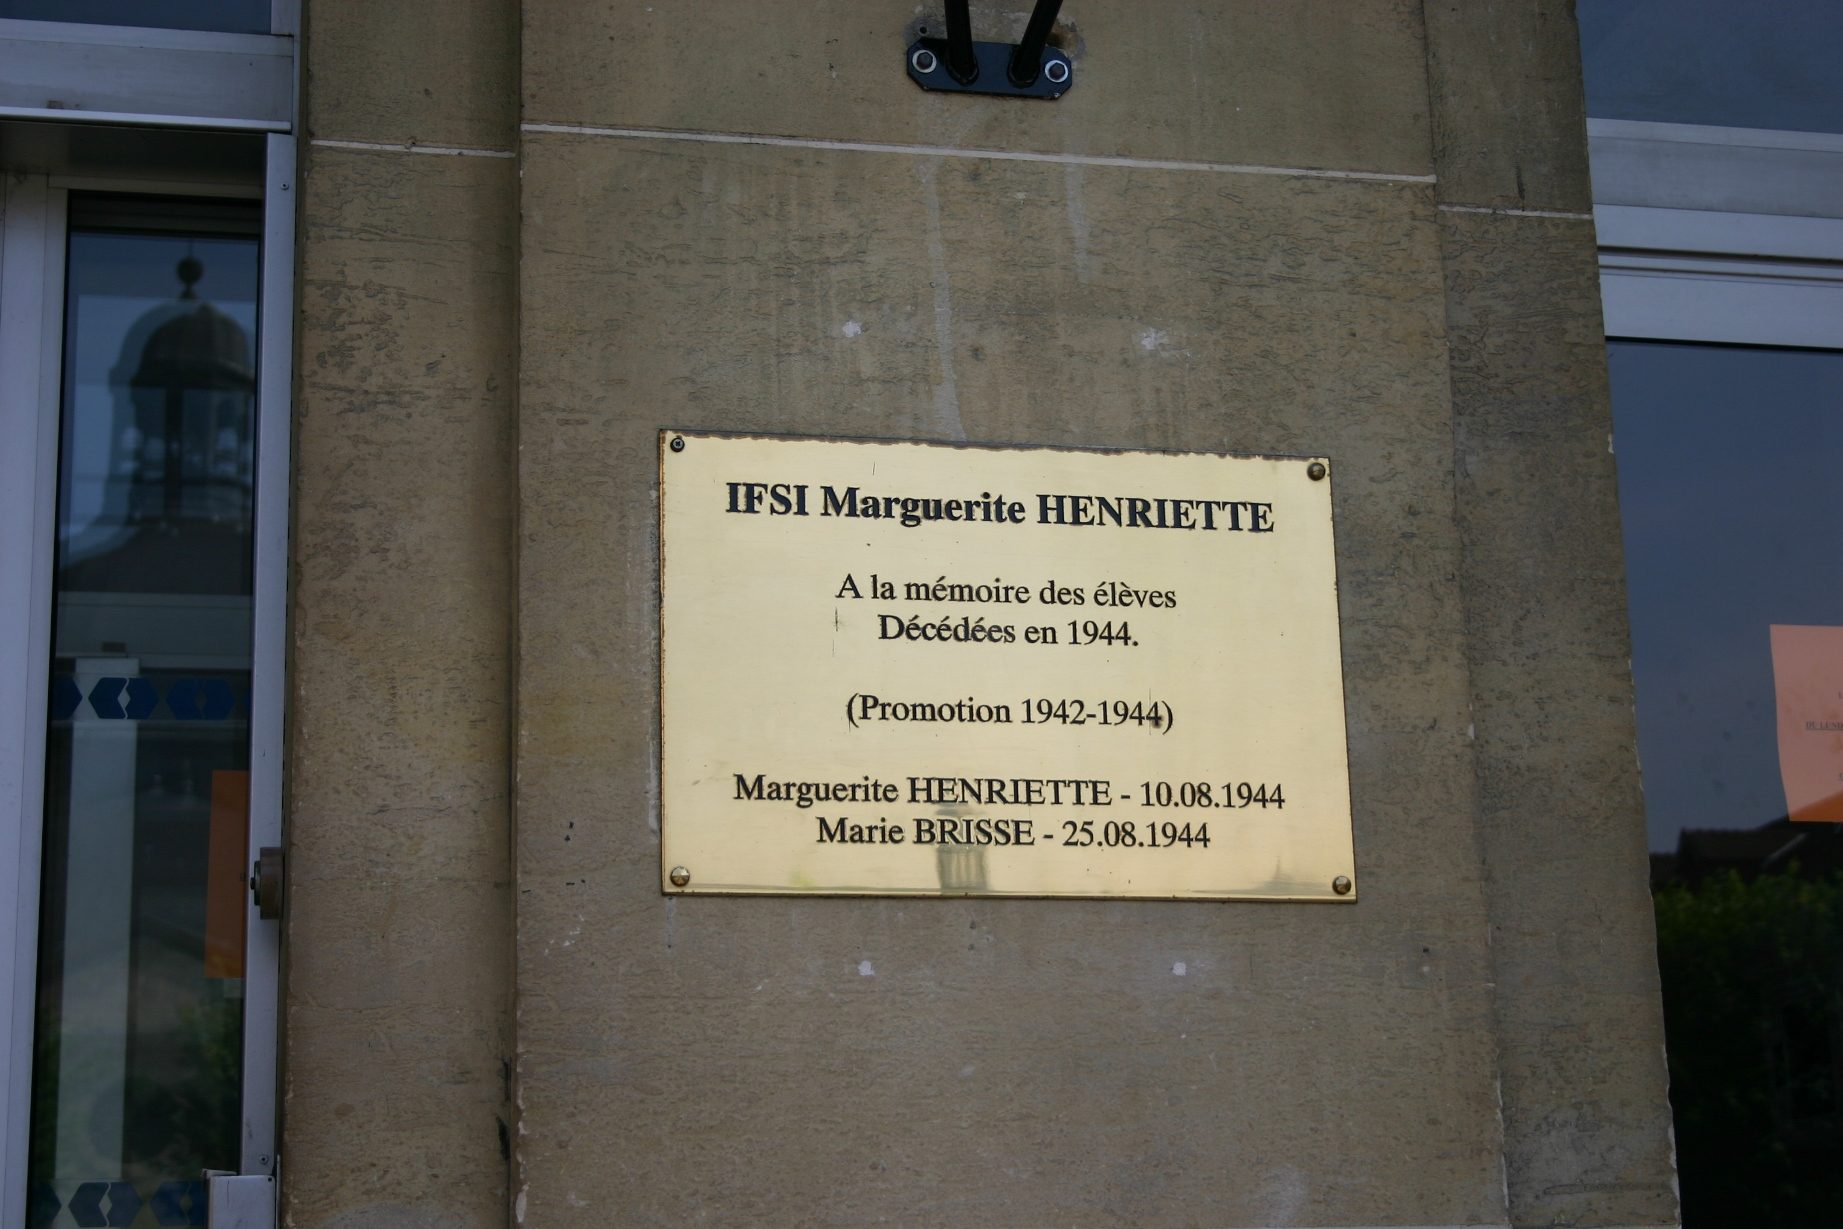 IFSI Marguerite HENRIETTE
A la mémoire des élèves
Décédées en 1944.
(Promotion 1942-1944)
Marguerite HENRIETTE - 10.08.1944
Marie BRISSE - 25.08.1944